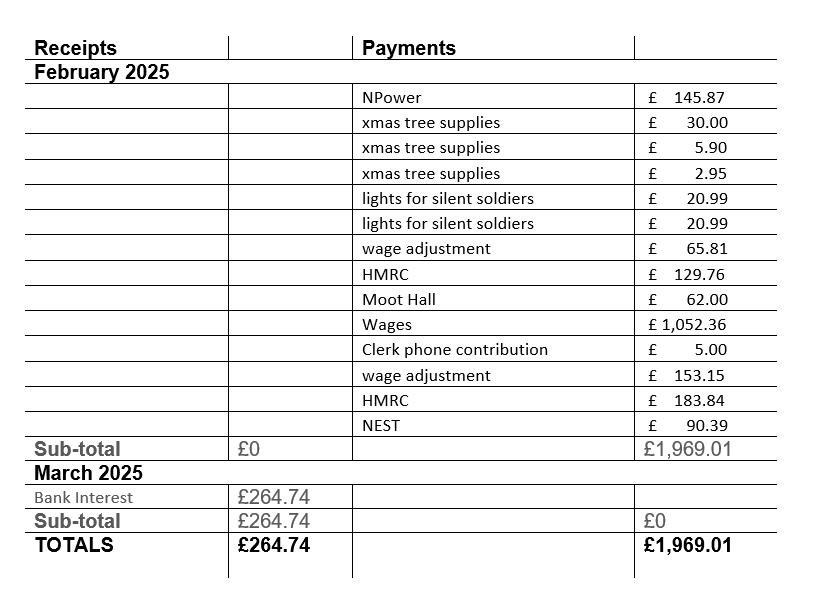 Receipts Payments
February 2025
NPower £ 145.87
xmas tree supplies £ 30.00
xmas tree supplies £ 5.90
xmas tree supplies £ 2.95
lights for silent soldiers £ 20.99
lights for silent soldiers £ 20.99
wage adjustment £ 65.81
HMRC £ 129.76
Moot Hall £ 62.00
Wages £ 1,052.36
Clerk phone contribution £ 5.00
wage adjustment £ 153.15
HMRC £ 183.84
NEST £ 90.39
Sub-total £0 £1,969.01
March 2025
Bank Interest £264.74
Sub-total £264.74 £0
TOTALS £264.74 £1,969.01